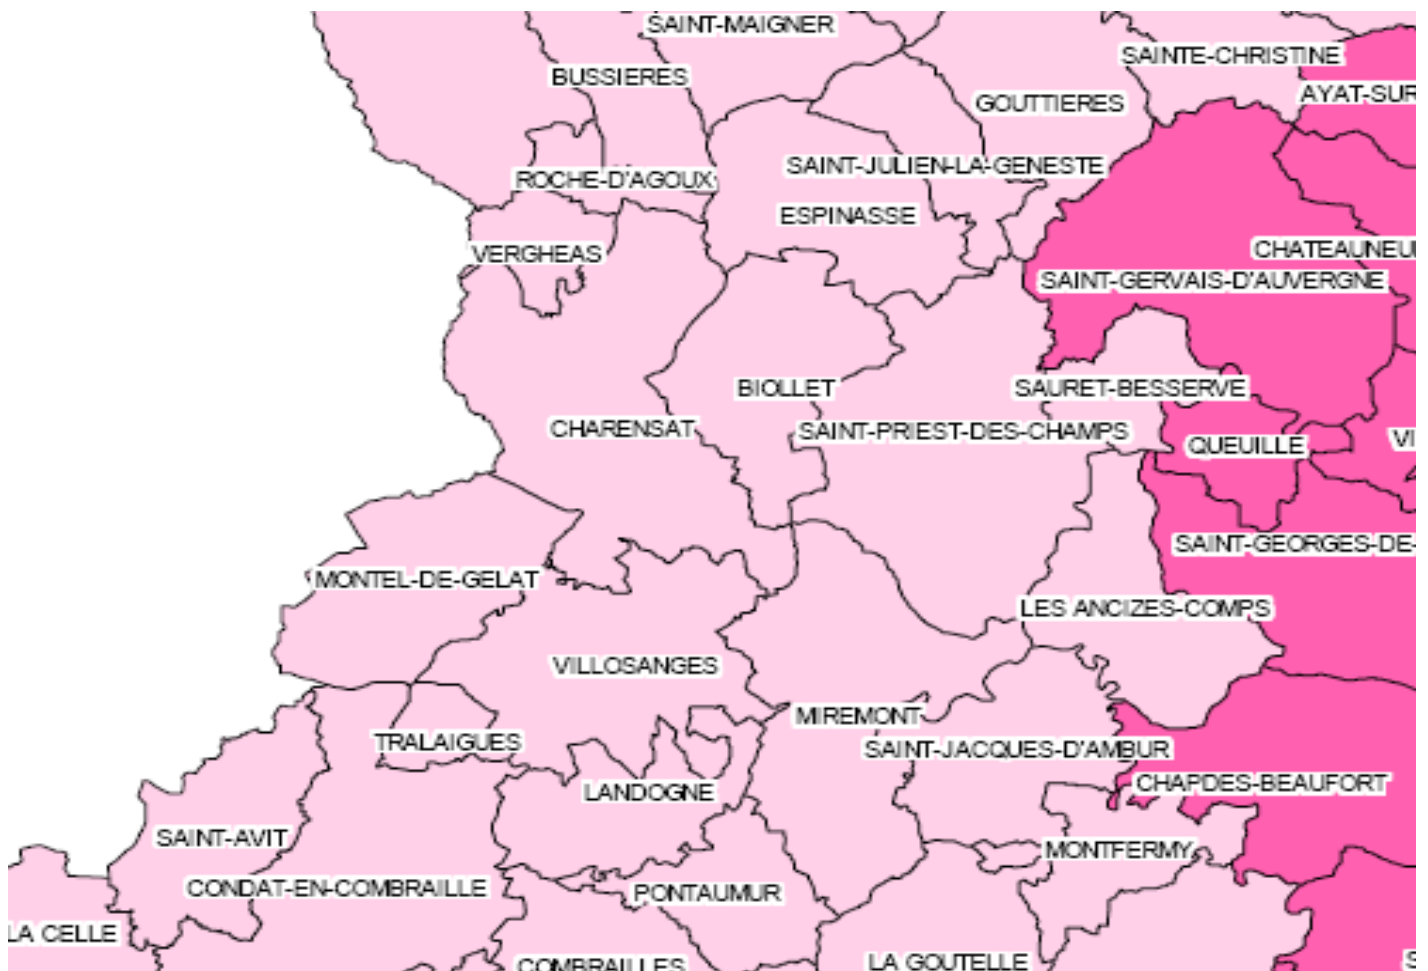 SAINT-MAIGNER
SAINTE-CHRISTINE
BUSSIERES
AYAT-SUR
GOUTTIERES
SAINT-JULIEN-LA-GENESTE
ROCHE-D'AGOUX
ESPINASSE
CHATEAUNEU
VERGHEAS
SAINT-GERVAIS-D'AUVERGNE
BIOLLET
SAURET-BESSERVE
CHARENSAT
SAINT-PRIEST-DES-CHAMPS
VI
QUEUILLE
SAINT-GEORGES-DE-
MONTEL-DE-GELAT
LES ANCIZES-COMPS
VILLOSANGES
MIREMONT
TRALAIGUES
SAINT-JACQUES-D'AMBUR
CHAPDES-BEAUFORT
LANDOGNE
SAINT-AVIT
MONTFERMY
CONDAT-EN-COMBRAILLE
PONTAUMUR
LA CELLE
COMBRAILLES
LA GOUTELLE
S